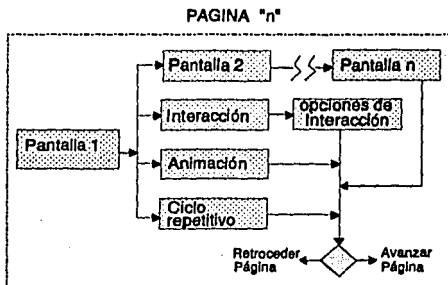 PAGINA "n"
Pantalla 2
Pantalla n
Interacción
opciones de
Interacción
Pantalla 1
Animación
Ciclo
repetitivo
Retroceder
Página
Avanzar
Página